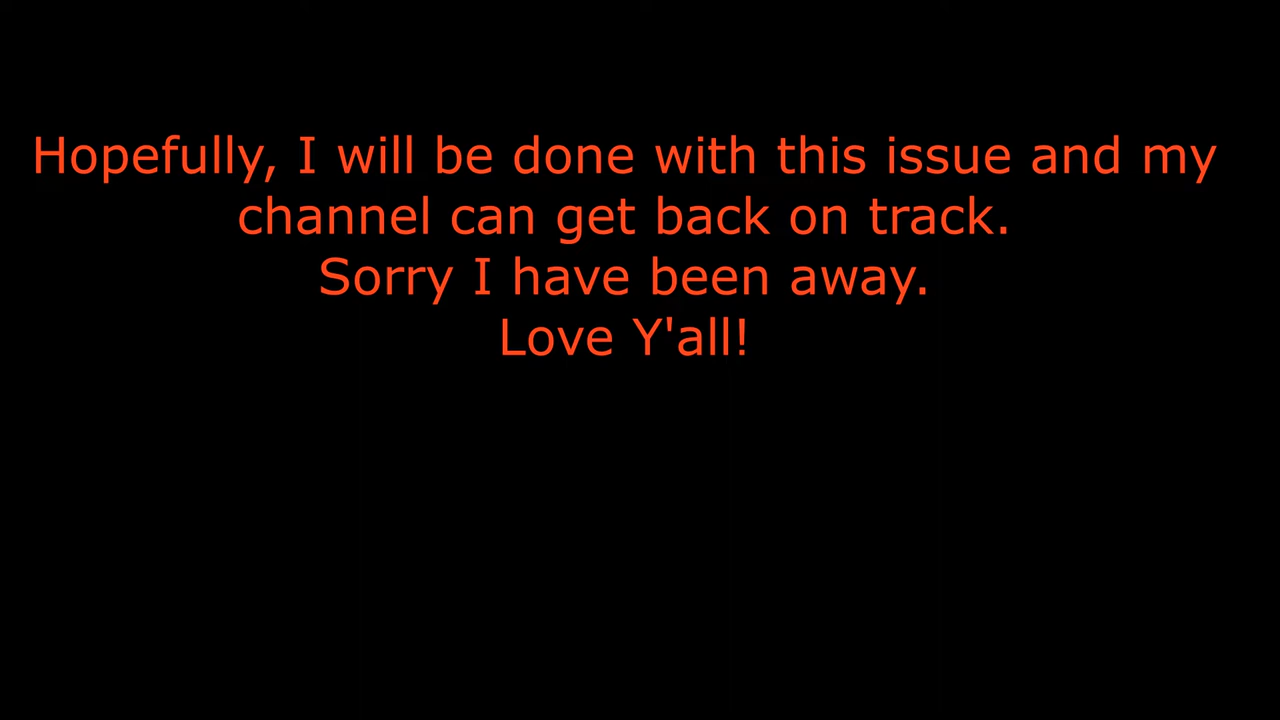 Hopefully, I will be done with this issue and my
channel can get back on track.
Sorry I have been away.
Love Y'all!